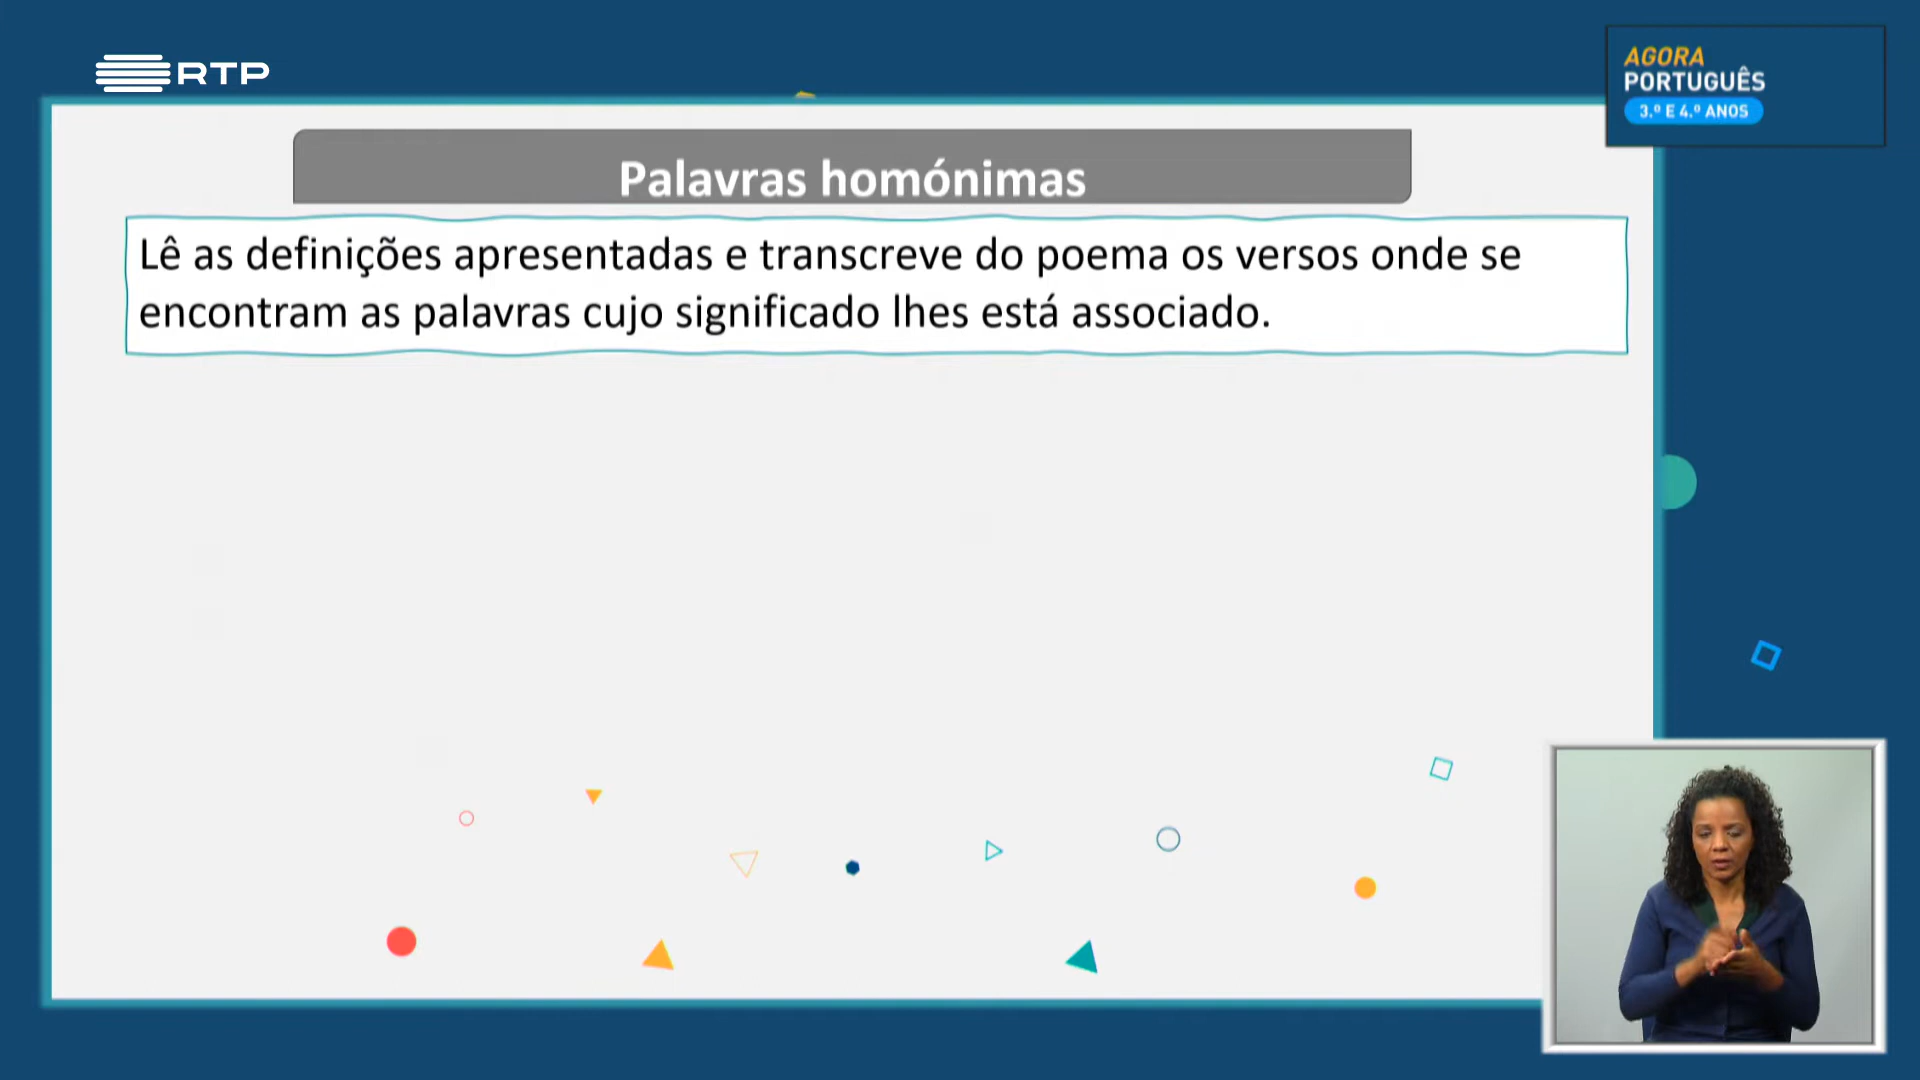 RTP
AGORA
PORTUGUÊS
3.º E 4.º ANOS
Palavras homónimas
Lê as definições apresentadas e transcreve do poema os versos onde se
encontram as palavras cujo significado lhes está associado.